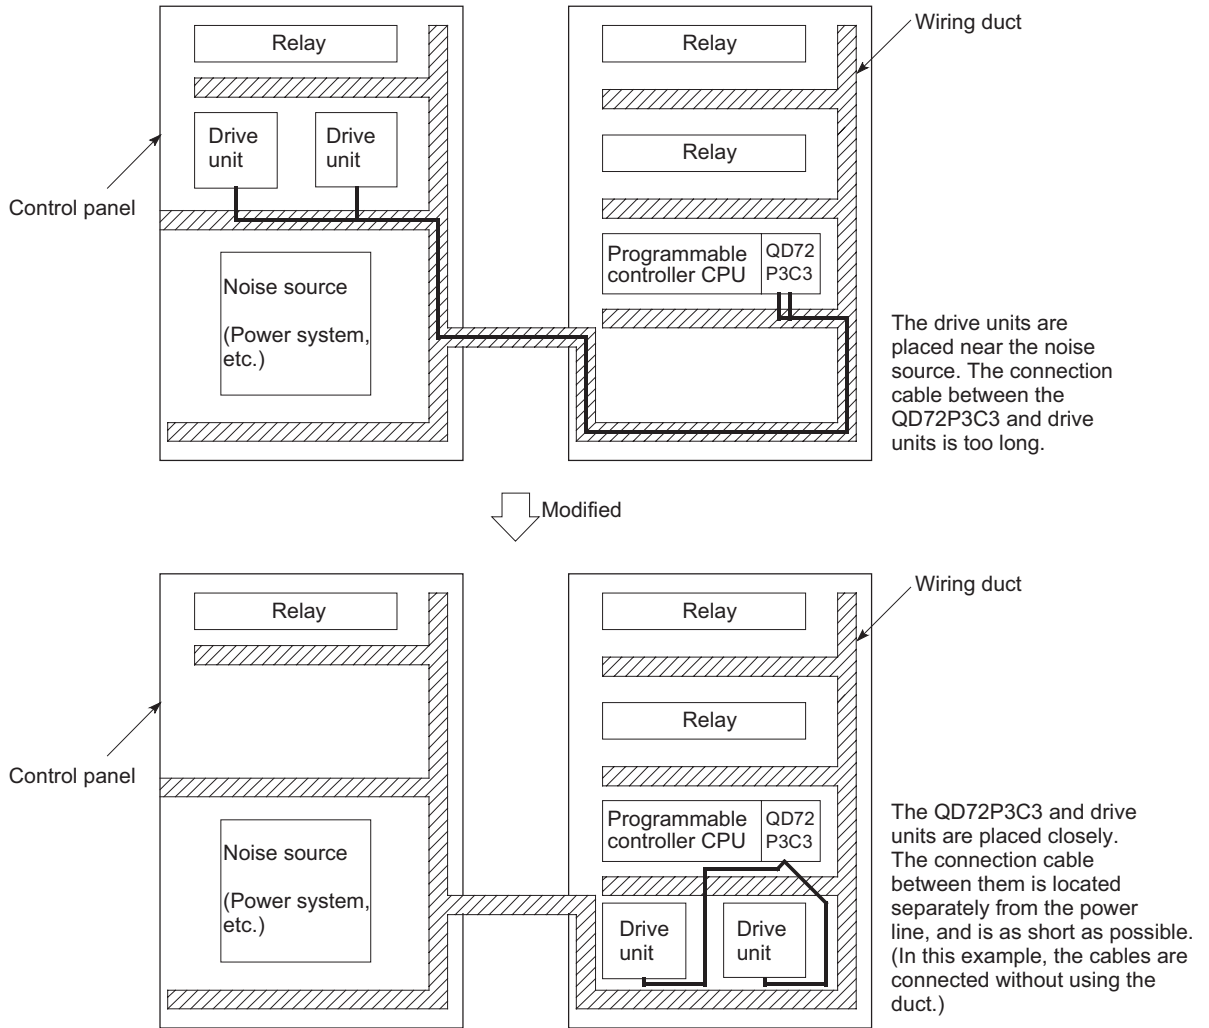 Relay
Relay
Wiring duct
Drive
unit
Drive
unit
Relay
Control panel
Programmable
controller CPU
QD72
P3C3
Noise source
(Power system,
etc.)
The drive units are
placed near the noise
source. The connection
cable between the
QD72P3C3 and drive
units is too long.
Modified
Relay
Relay
Wiring duct
Relay
Control panel
Programmable
controller CPU
QD72
P3C3
Noise source
(Power system,
etc.)
Drive
unit
Drive
unit
The QD72P3C3 and drive
units are placed closely.
The connection cable
between them is located
separately from the power
line, and is as short as possible.
(In this example, the cables are
connected without using the
duct.)